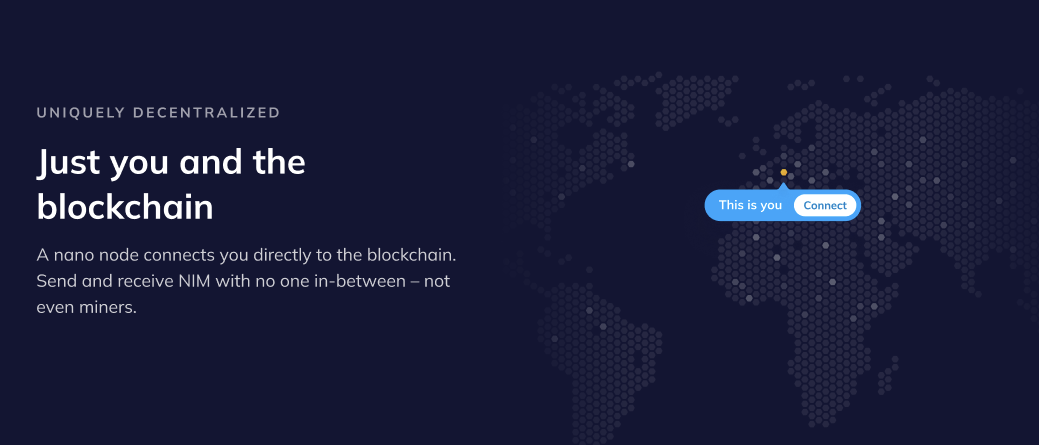 UNIQUELY DECENTRALIZED
Just you and the
blockchain
A nano node connects you directly to the blockchain.
Send and receive NIM with no one in-between – not
even miners.
This is you Connect